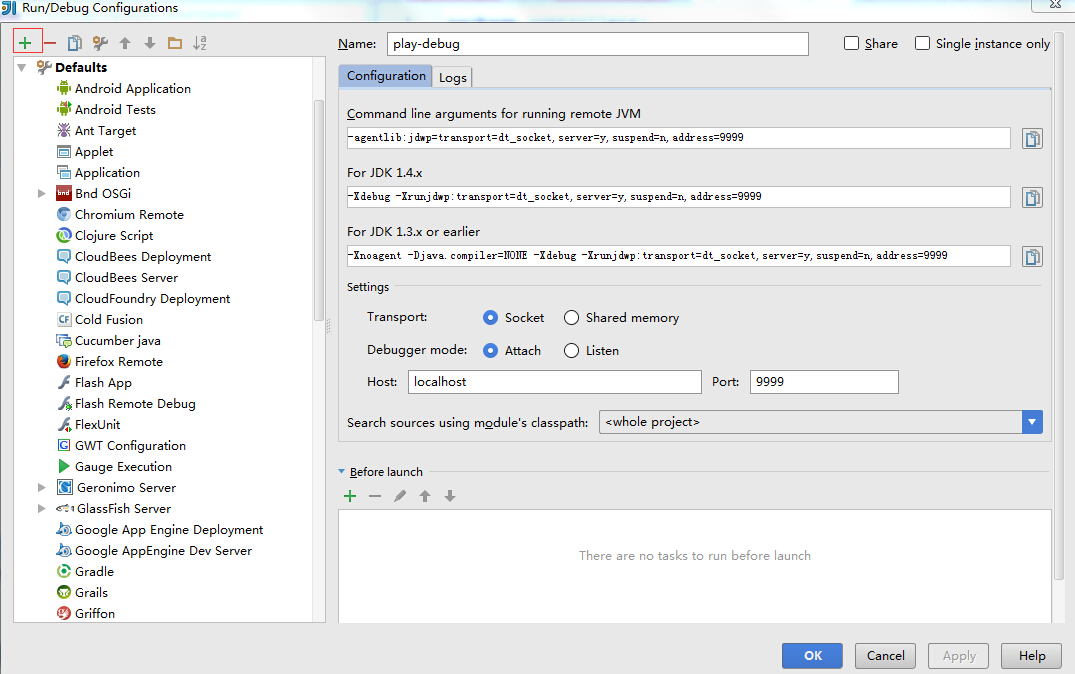 Run/Debug Configurations
Defaults
Android Application
Android Tests
Ant Target
Applet
Application
Bnd OSGi
Chromium Remote
Clojure Script
CloudBees Deployment
CloudBees Server
CloudFoundry Deployment
Cold Fusion
Cucumber java
Firefox Remote
Flash App
Flash Remote Debug
FlexUnit
GWT Configuration
Gauge Execution
Geronimo Server
GlassFish Server
Google App Engine Deployment
Google AppEngine Dev Server
Gradle
Grails
Griffon
Name: play-debug Share Single instance only
Configuration Logs
Command line arguments for running remote JVM
-agentlib:jdwp=transport=dt_socket,server=y,suspend=n,address=9999
For JDK 1.4.x
-Xdebug -Xrunjdwp:transport=dt_socket,server=y,suspend=n,address=9999
For JDK 1.3.x or earlier
-Xnoagent -Djava.compiler=NONE -Xdebug -Xrunjdwp:transport=dt_socket,server=y,suspend=n,address=9999
Settings
Transport: Socket Shared memory
Debugger mode: Attach Listen
Host: localhost Port: 9999
Search sources using module's classpath: <whole project>
Before launch
There are no tasks to run before launch
OK Cancel Apply Help